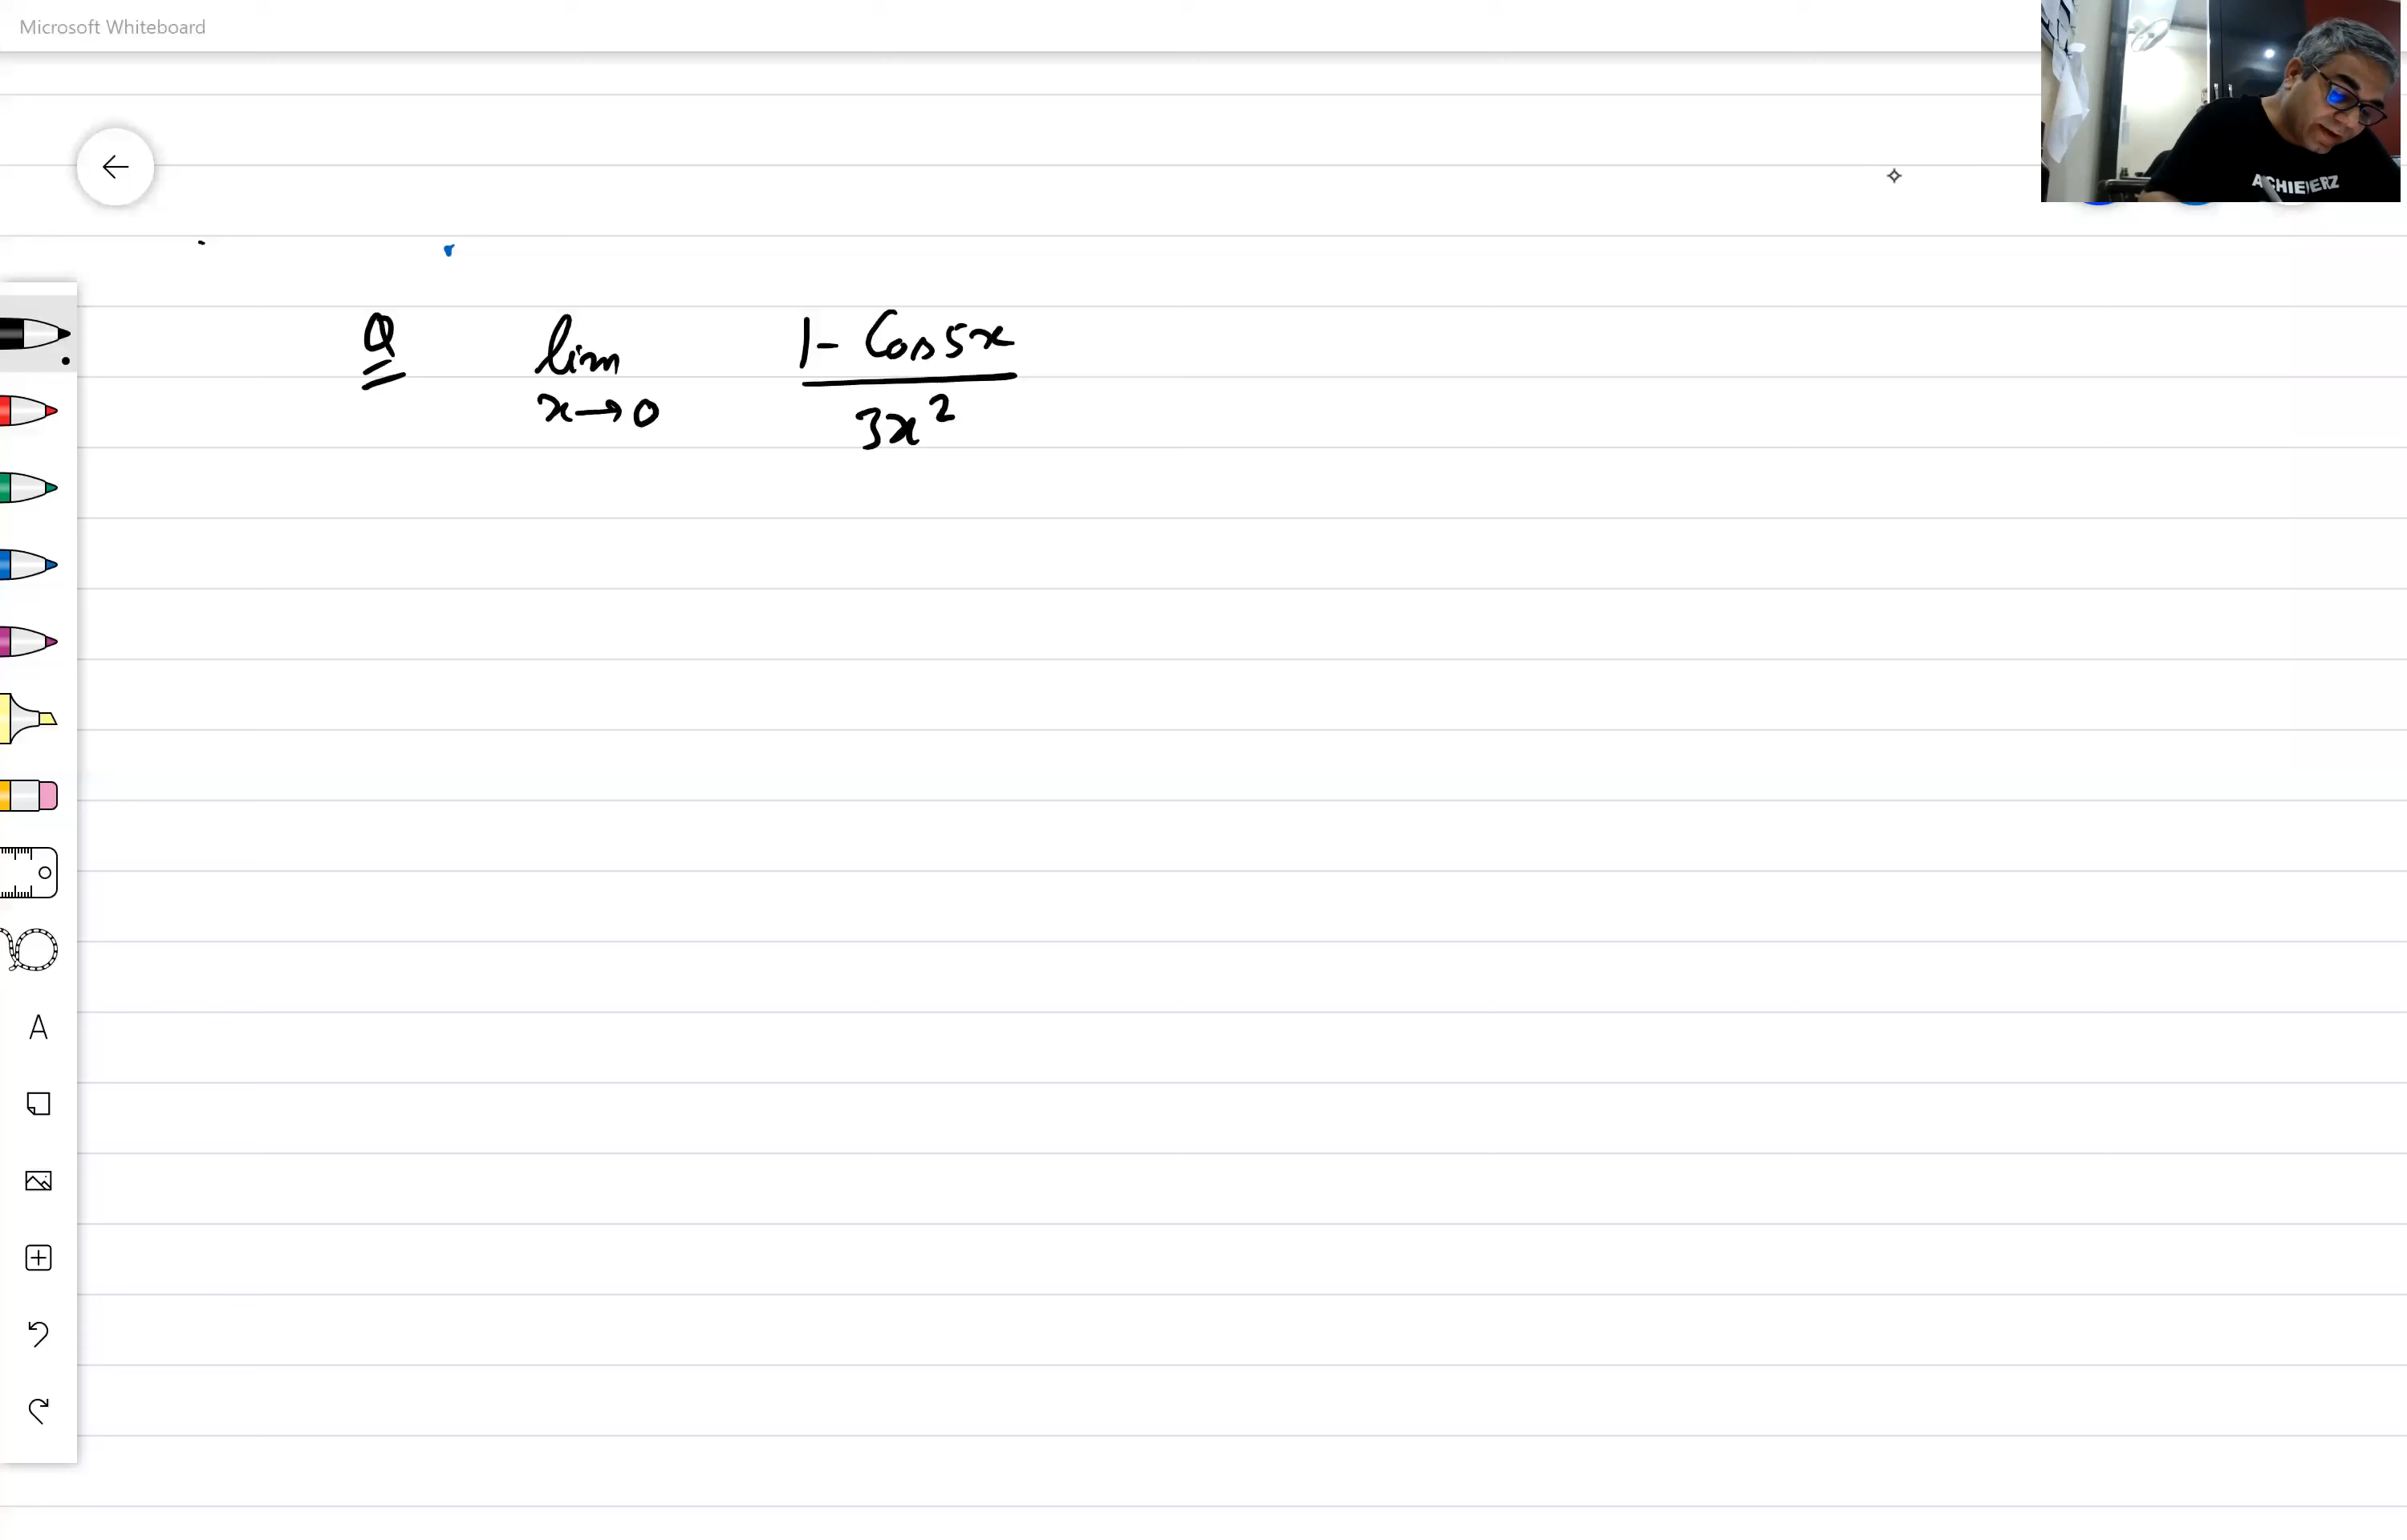 Microsoft Whiteboard
ACHIEVERZ
Q lim x→0 1 - Cos5x / 3x²
A